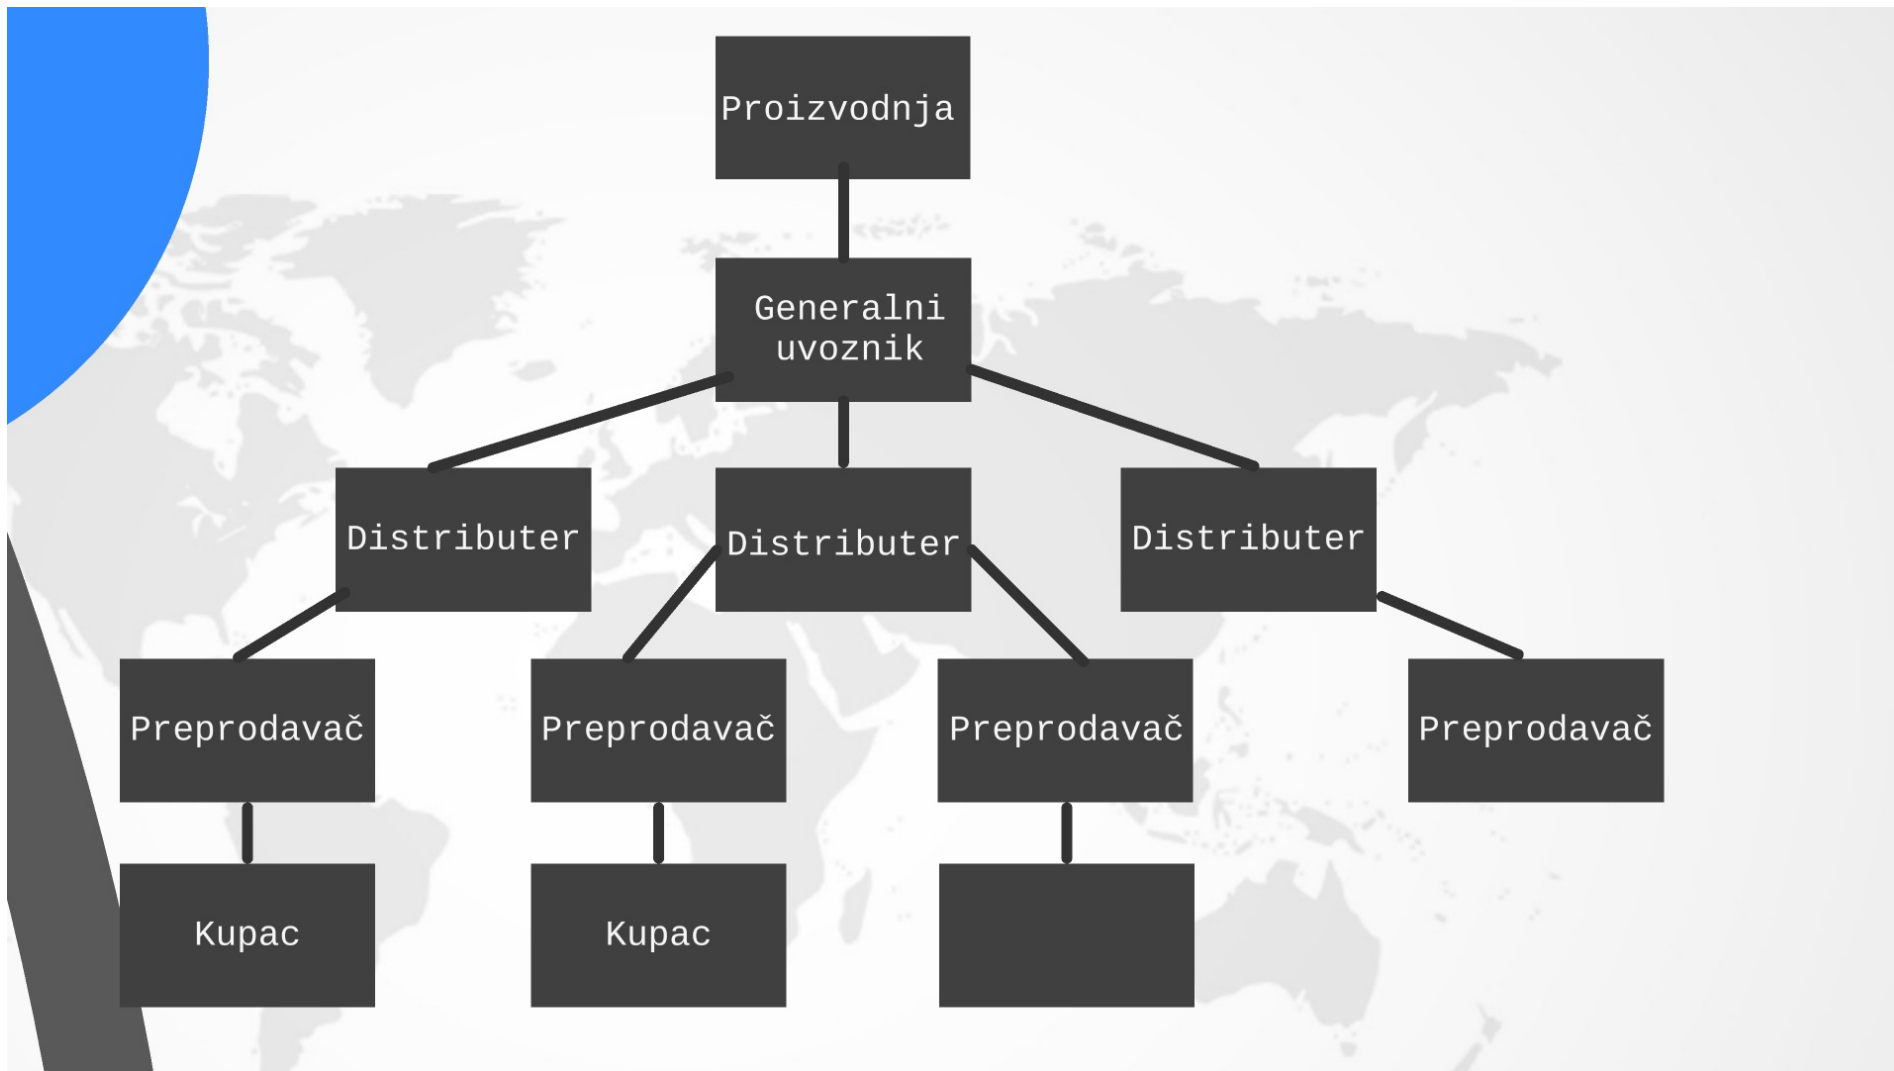 Proizvodnja
Generalni
uvoznik
Distributer
Distributer
Distributer
Preprodavač
Preprodavač
Preprodavač
Preprodavač
Kupac
Kupac